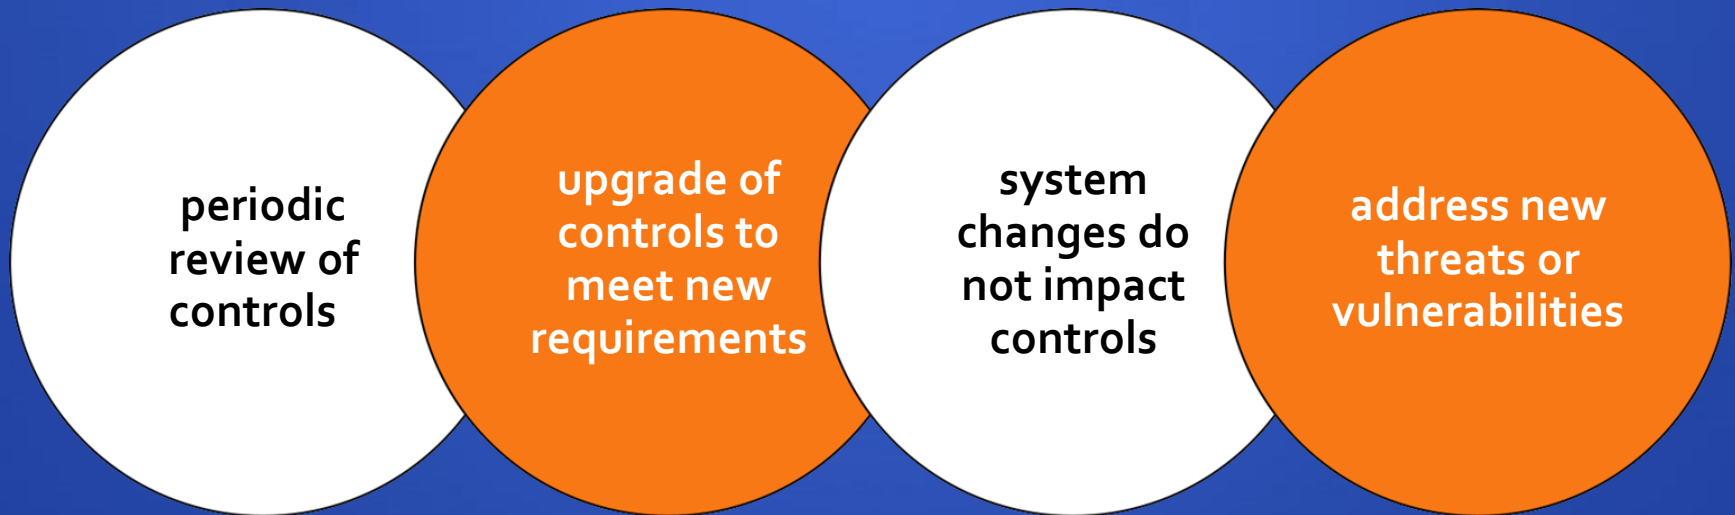 periodic
review of
controls
upgrade of
controls to
meet new
requirements
system
changes do
not impact
controls
address new
threats or
vulnerabilities